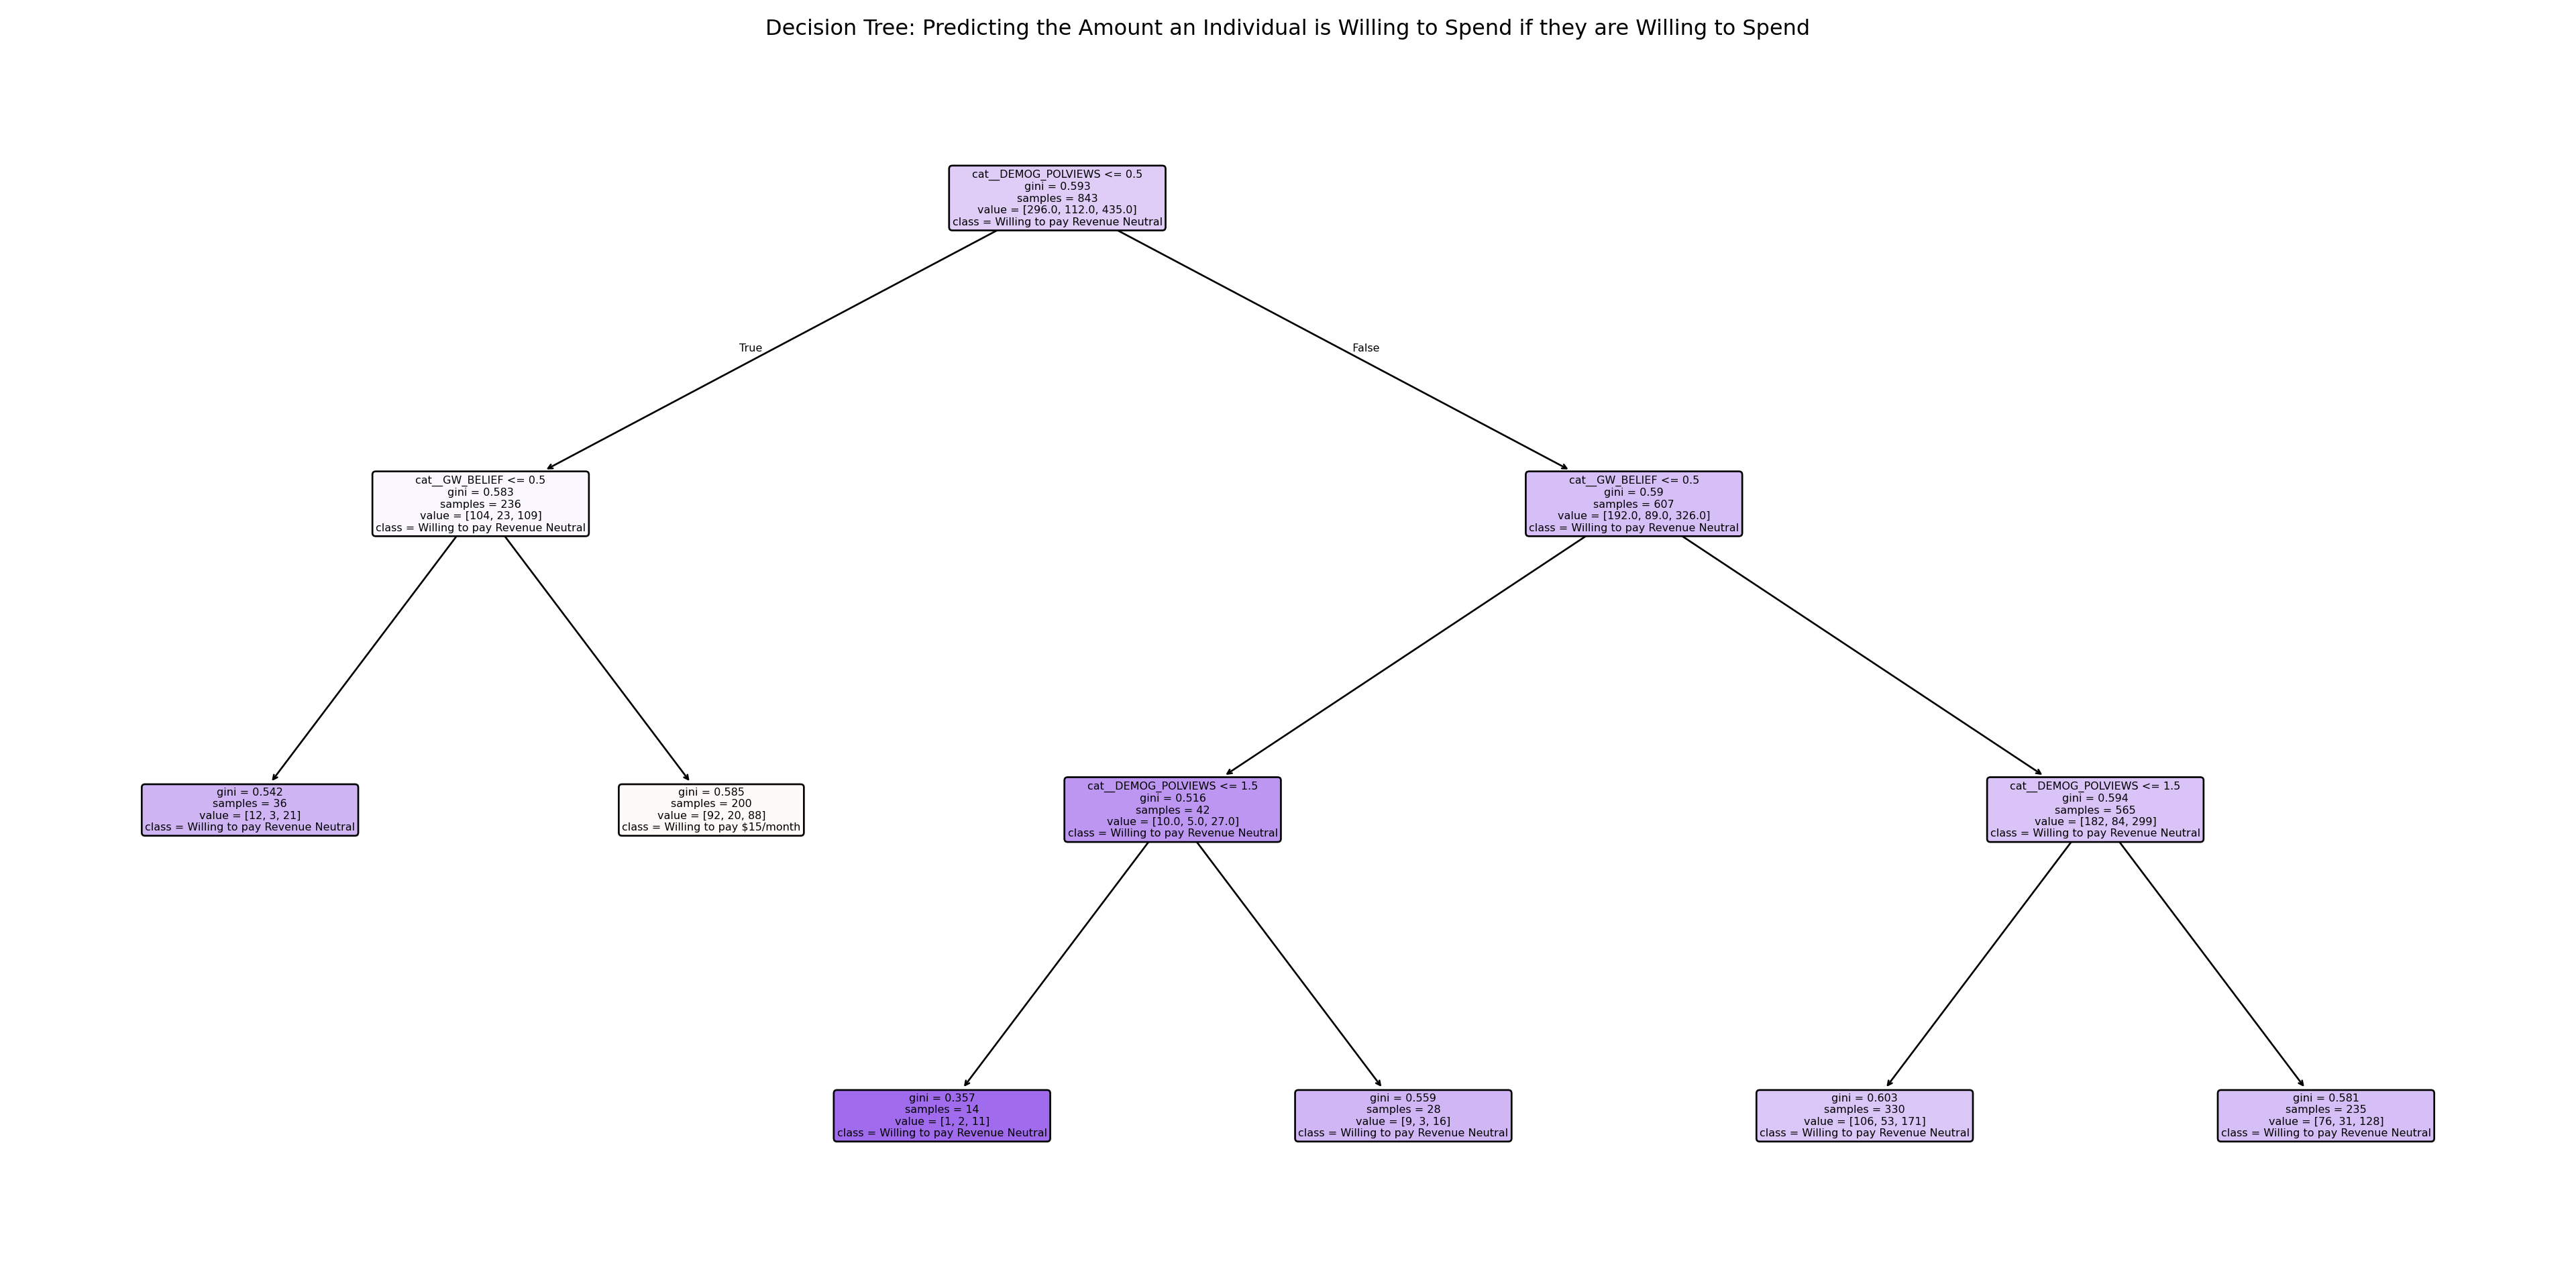 Decision Tree: Predicting the Amount an Individual is Willing to Spend if they are Willing to Spend
cat__DEMOG_POLVIEWS <= 0.5
gini = 0.593
samples = 843
value = [296.0, 112.0, 435.0]
class = Willing to pay Revenue Neutral
True
False
cat__GW_BELIEF <= 0.5
gini = 0.583
samples = 236
value = [104, 23, 109]
class = Willing to pay Revenue Neutral
cat__GW_BELIEF <= 0.5
gini = 0.59
samples = 607
value = [192.0, 89.0, 326.0]
class = Willing to pay Revenue Neutral
gini = 0.542
samples = 36
value = [12, 3, 21]
class = Willing to pay Revenue Neutral
gini = 0.585
samples = 200
value = [92, 20, 88]
class = Willing to pay $15/month
cat__DEMOG_POLVIEWS <= 1.5
gini = 0.516
samples = 42
value = [10.0, 5.0, 27.0]
class = Willing to pay Revenue Neutral
cat__DEMOG_POLVIEWS <= 1.5
gini = 0.594
samples = 565
value = [182, 84, 299]
class = Willing to pay Revenue Neutral
gini = 0.357
samples = 14
value = [1, 2, 11]
class = Willing to pay Revenue Neutral
gini = 0.559
samples = 28
value = [9, 3, 16]
class = Willing to pay Revenue Neutral
gini = 0.603
samples = 330
value = [106, 53, 171]
class = Willing to pay Revenue Neutral
gini = 0.581
samples = 235
value = [76, 31, 128]
class = Willing to pay Revenue Neutral